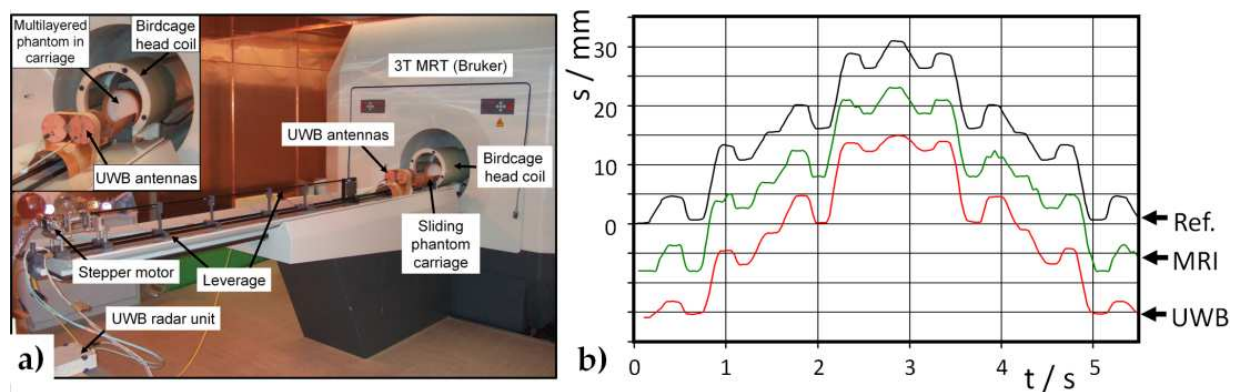 Multilayered
phantom in
carriage
Birdcage
head coil
UWB antennas
3T MRT (Bruker)
UWB antennas
Birdcage
head coil
Sliding
phantom
carriage
Stepper motor
Leverage
UWB radar unit
a)
s / mm
30
20
10
0
0
1
2
3
4
5
t / s
Ref.
MRI
UWB
b)